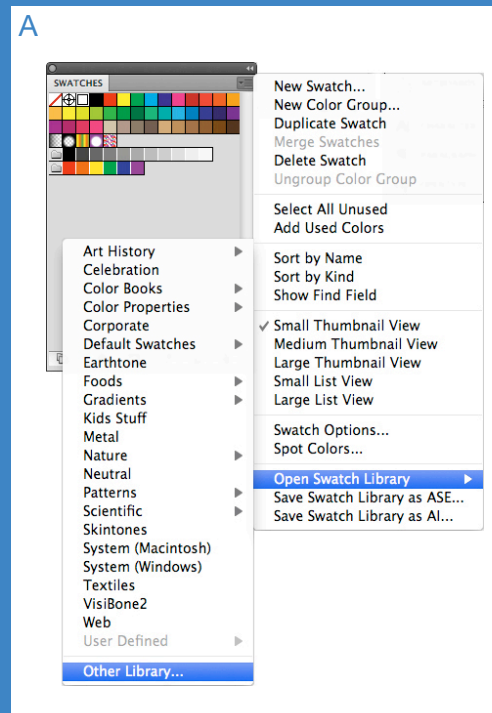 A
SWATCHES
New Swatch...
New Color Group...
Duplicate Swatch
Merge Swatches
Delete Swatch
Ungroup Color Group
Select All Unused
Add Used Colors
Sort by Name
Sort by Kind
Show Find Field
✓ Small Thumbnail View
Medium Thumbnail View
Large Thumbnail View
Small List View
Large List View
Swatch Options...
Spot Colors...
Open Swatch Library
Save Swatch Library as ASE...
Save Swatch Library as AI...
Art History
Celebration
Color Books
Color Properties
Corporate
Default Swatches
Earthtone
Foods
Gradients
Kids Stuff
Metal
Nature
Neutral
Patterns
Scientific
Skintones
System (Macintosh)
System (Windows)
Textiles
VisiBone2
Web
User Defined
Other Library...